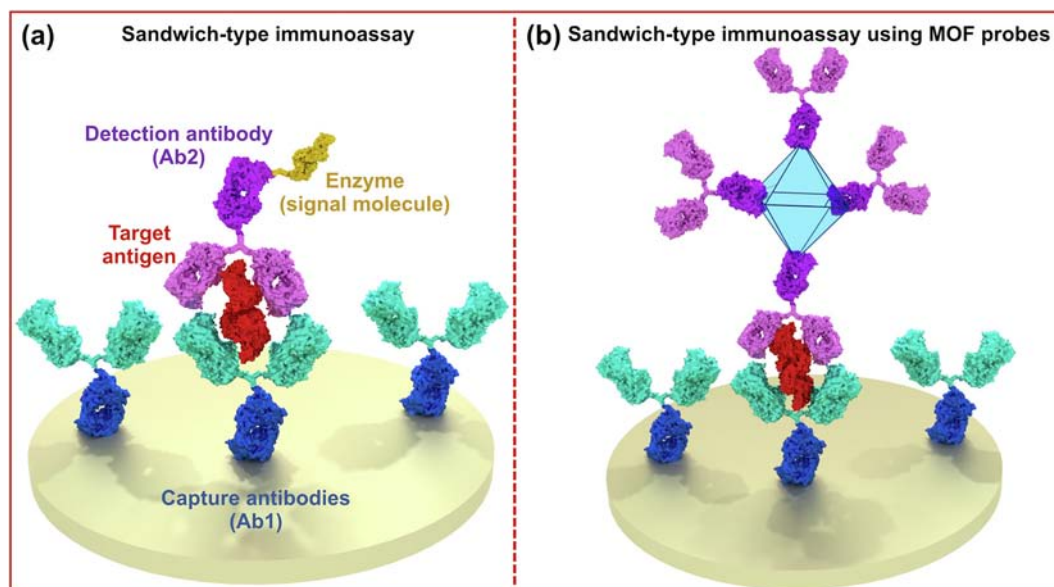 (a) Sandwich-type immunoassay
Detection antibody
(Ab2)
Enzyme
(signal molecule)
Target
antigen
Capture antibodies
(Ab1)
(b) Sandwich-type immunoassay using MOF probes